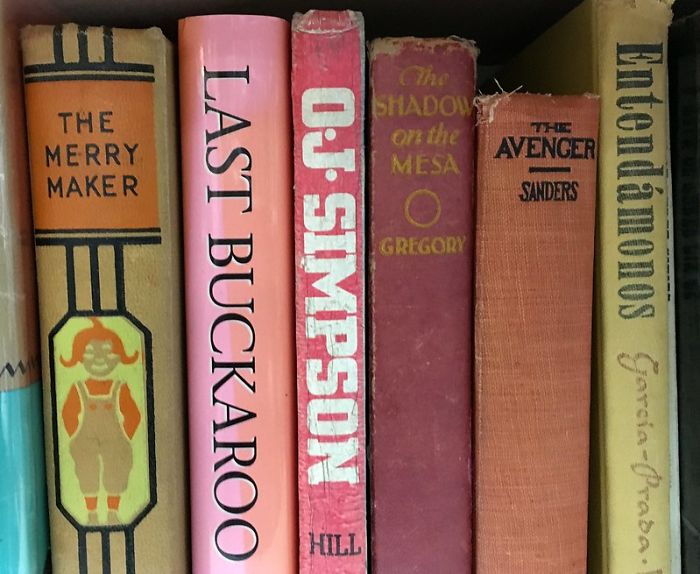 THE
MERRY
MAKER
LAST BUCKAROO
O.J. SIMPSON
HILL
The
SHADOW
on the
MESA
GREGORY
THE
AVENGER
SANDERS
Entendámonos
García-Prada